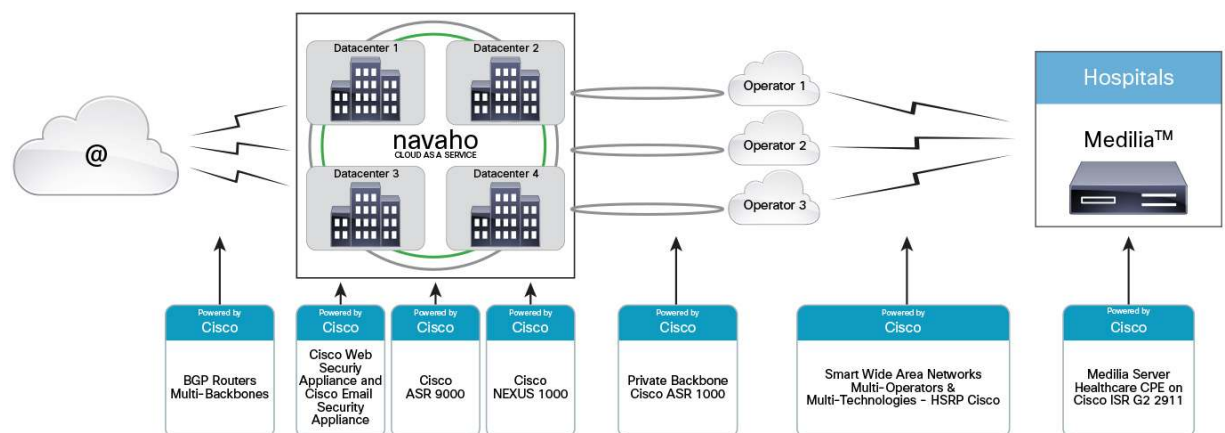 Datacenter 1
Datacenter 2
Hospitals
Operator 1
@
navaho
CLOUD AS A SERVICE
Operator 2
Medilia™
Datacenter 3
Datacenter 4
Operator 3
Powered by
Cisco
BGP Routers
Multi-Backbones
Powered by
Cisco
Cisco Web
Securly
Appliance and
Cisco Email
Security
Appliance
Powered by
Cisco
Cisco
ASR 9000
Powered by
Cisco
Cisco
NEXUS 1000
Powered by
Cisco
Private Backbone
Cisco ASR 1000
Powered by
Cisco
Smart Wide Area Networks
Multi-Operators &
Multi-Technologies - HSRP Cisco
Powered by
Cisco
Medilia Server
Healthcare CPE on
Cisco ISR G2 2911